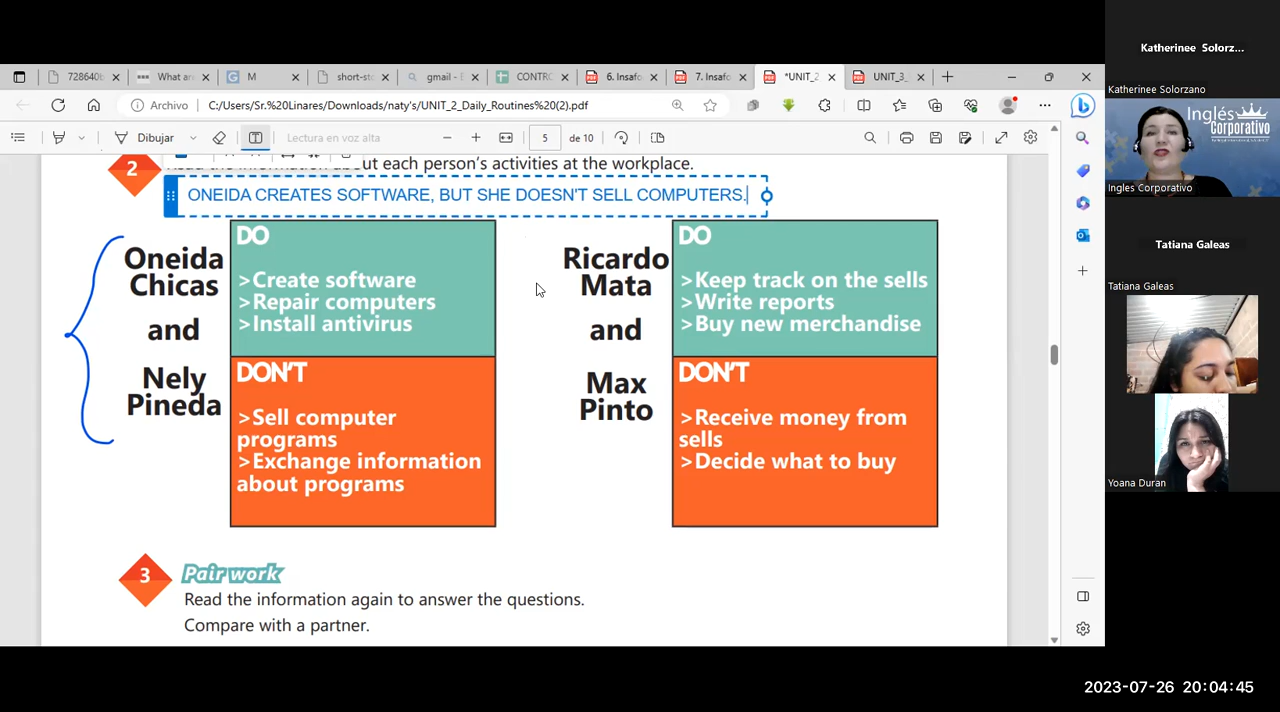 Katherinee Solorz...
Katherinee Solorzano
728640b
What ar
M
short-st
gmail - E
CONTRC
6. Insafo
7. Insafo
*UNIT_2
UNIT_3_
Archivo
C:/Users/Sr.%20Linares/Downloads/naty's/UNIT_2_Daily_Routines%20(2).pdf
Inglés
Corporativo
Dibujar
Lectura en voz alta
5
de 10
2
each person's activities at the workplace.
Ingles Corporativo
ONEIDA CREATES SOFTWARE, BUT SHE DOESN'T SELL COMPUTERS.
Oneida
Chicas
and
Nely
Pineda
DO
>Create software
>Repair computers
>Install antivirus
DON'T
>Sell computer
programs
>Exchange information
about programs
Ricardo
Mata
and
Max
Pinto
DO
>Keep track on the sells
>Write reports
>Buy new merchandise
DON'T
>Receive money from
sells
>Decide what to buy
Tatiana Galeas
Tatiana Galeas
Yoana Duran
3
Pair work
Read the information again to answer the questions.
Compare with a partner.
2023-07-26 20:04:45